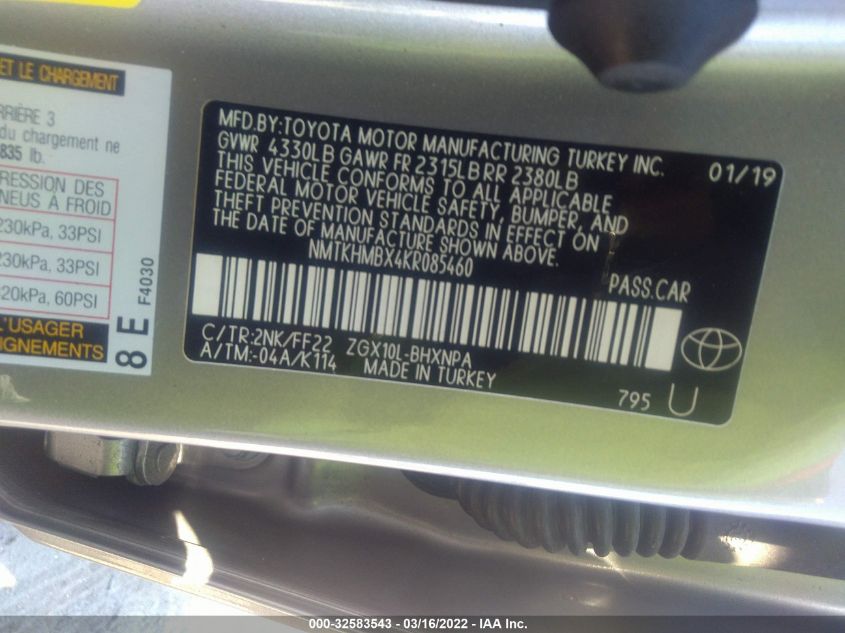 ET LE CHARGEMENT
RRIÈRE 3
du chargement ne
835 lb.
RESSION DES
NEUS À FROID
230kPa, 33PSI
230kPa, 33PSI
20kPa, 60PSI
L'USAGER
IGNEMENTS
8 E F4030
MFD.BY:TOYOTA MOTOR MANUFACTURING TURKEY INC. 01/19
GVWR 4330LB GAWR FR 2315LB RR 2380LB
THIS VEHICLE CONFORMS TO ALL APPLICABLE
FEDERAL MOTOR VEHICLE SAFETY, BUMPER, AND
THEFT PREVENTION STANDARDS IN EFFECT ON
THE DATE OF MANUFACTURE SHOWN ABOVE.
NMTKHMBX4KR085460
PASS.CAR
C/TR:2NK/FF22 ZGX10L-BHXNPA
A/TM:-04A/K114 MADE IN TURKEY
795 U
000-32583543 / 03/16/2022 - IAA Inc.